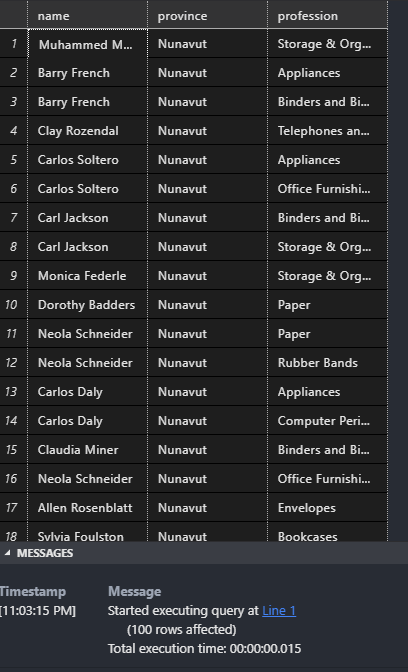 name province profession
1 Muhammed M... Nunavut Storage & Org...
2 Barry French Nunavut Appliances
3 Barry French Nunavut Binders and Bi...
4 Clay Rozendal Nunavut Telephones an...
5 Carlos Soltero Nunavut Appliances
6 Carlos Soltero Nunavut Office Furnishi...
7 Carl Jackson Nunavut Binders and Bi...
8 Carl Jackson Nunavut Storage & Org...
9 Monica Federle Nunavut Storage & Org...
10 Dorothy Badders Nunavut Paper
11 Neola Schneider Nunavut Paper
12 Neola Schneider Nunavut Rubber Bands
13 Carlos Daly Nunavut Appliances
14 Carlos Daly Nunavut Computer Peri...
15 Claudia Miner Nunavut Binders and Bi...
16 Neola Schneider Nunavut Office Furnishi...
17 Allen Rosenblatt Nunavut Envelopes
18 Sylvia Foulston Nunavut Bookcases
MESSAGES
Timestamp Message
[11:03:15 PM] Started executing query at Line 1
(100 rows affected)
Total execution time: 00:00:00.015